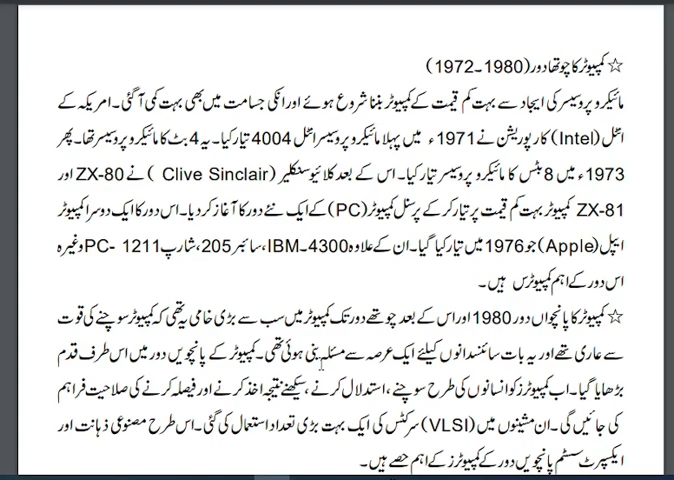 ☆ کمپیوٹر کا چوتھا دور (1980۔1972)
مائیکرو پروسیسر کی ایجاد سے بہت کم قیمت کے کمپیوٹر بننا شروع ہوئے اور انکی جسامت میں بھی بہت کمی آگئی۔ امریکہ کے
انٹل (Intel) کارپوریشن نے 1971ء میں پہلا مائیکرو پروسیسر انٹل 4004 تیار کیا۔ یہ 4 بٹ کا مائیکرو پروسیسر تھا۔ پھر
1973ء میں 8 بٹس کا مائیکرو پروسیسر تیار کیا۔ اس کے بعد کلائیو سنکلیر (Clive Sinclair ) نے ZX-80 اور
ZX-81 کمپیوٹر بہت کم قیمت پر تیار کرکے پرسنل کمپیوٹر (PC) کے ایک نئے دور کا آغاز کردیا۔ اس دور کا ایک دوسرا کمپیوٹر
ایپل (Apple) جو 1976 میں تیار کیا گیا۔ ان کے علاوہ IBM۔4300، سائبر 205، شارپ PC- 1211 وغیرہ
اس دور کے اہم کمپیوٹرس ہیں۔
☆ کمپیوٹر کا پانچواں دور 1980 اور اس کے بعد چوتھے دور تک کمپیوٹر میں سب سے بڑی خامی یہ تھی کہ کمپیوٹر سوچنے کی قوت
سے عاری تھے اور یہ بات سائنسدانوں کیلئے ایک عرصہ سے مسئلہ بنی ہوئی تھی۔ کمپیوٹر کے پانچویں دور میں اس طرف قدم
بڑھایا گیا۔ اب کمپیوٹرز کو انسانوں کی طرح سوچنے، استدلال کرنے، سیکھنے نتیجہ اخذ کرنے اور فیصلہ کرنے کی صلاحیت فراہم
کی جائیں گی۔ ان مشینوں میں (VLSI) سرکٹس کی ایک بہت بڑی تعداد استعمال کی گئی۔ اس طرح مصنوعی ذہانت اور
ایکسپرٹ سسٹم پانچویں دور کے کمپیوٹرز کے اہم حصے ہیں۔